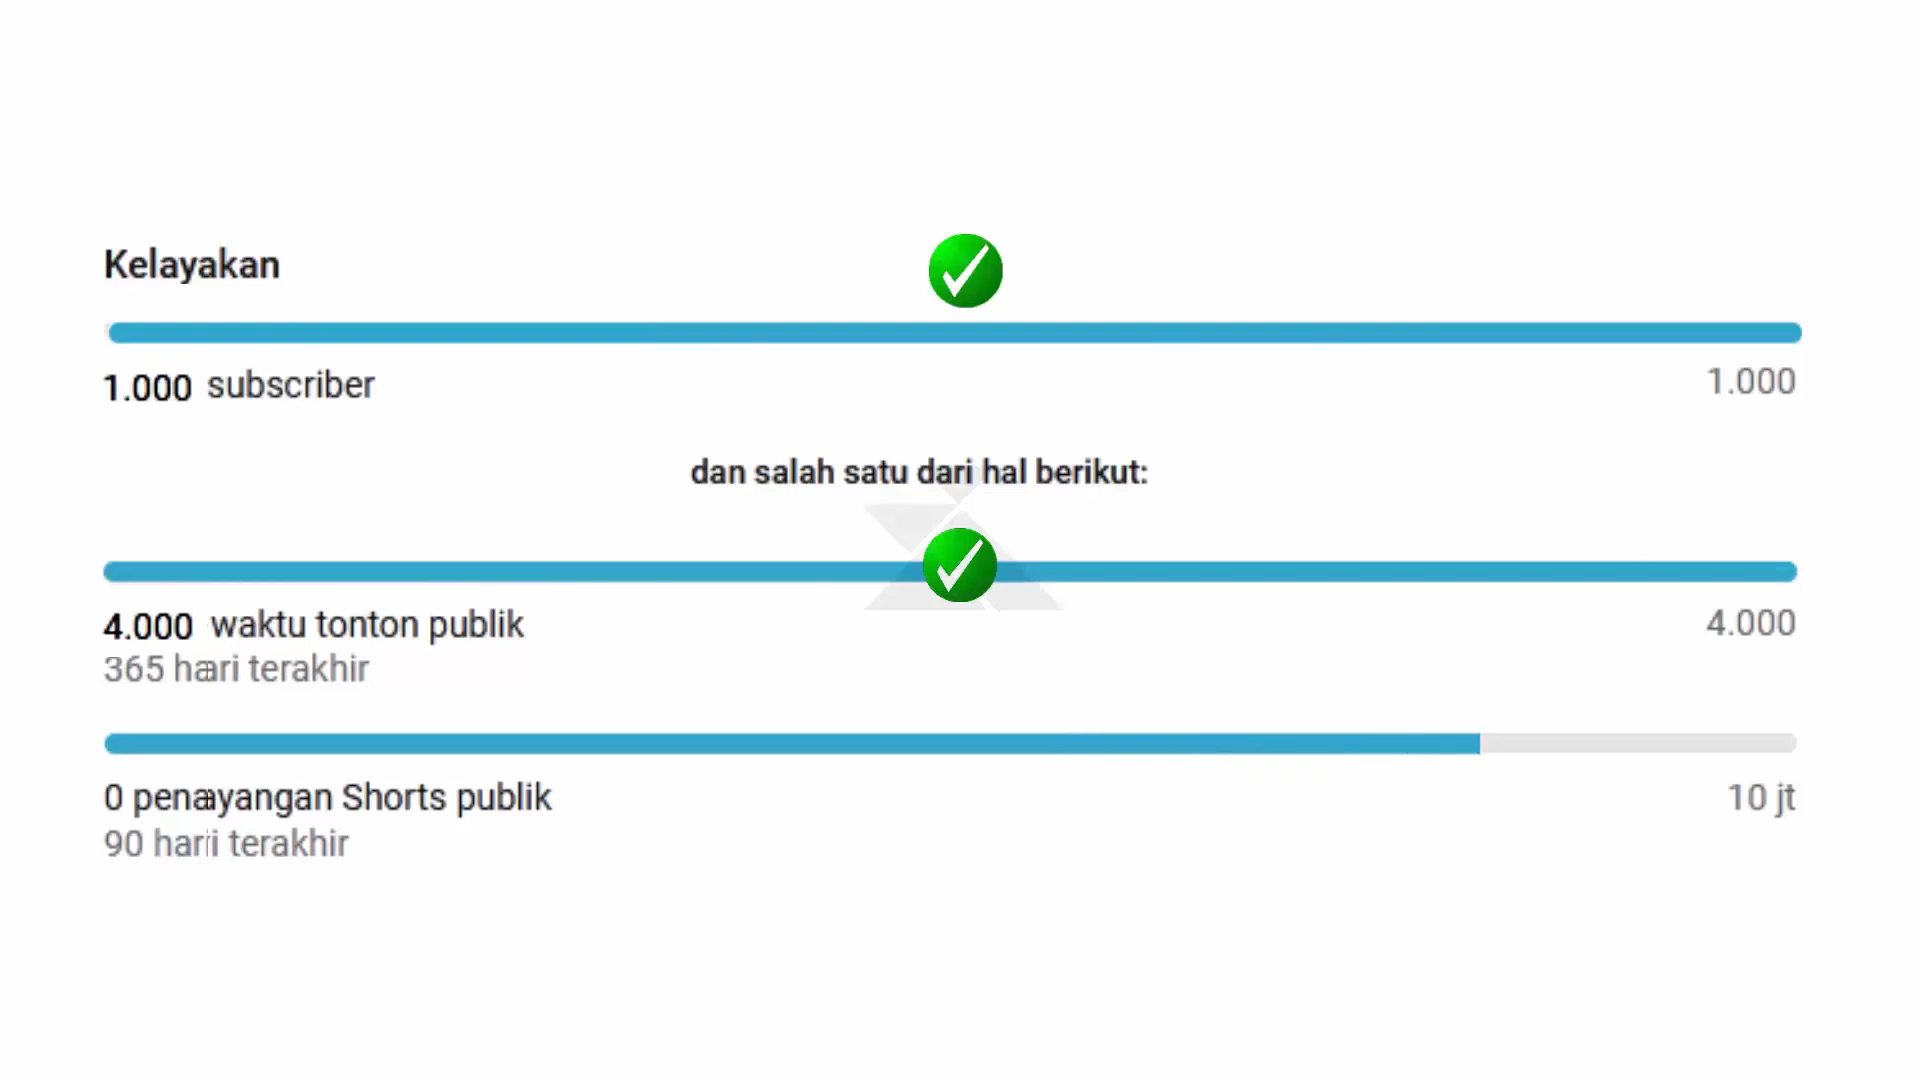 Kelayakan
1.000 subscriber
1.000
dan salah satu dari hal berikut:
4.000 waktu tonton publik
4.000
365 hari terakhir
0 penayangan Shorts publik
10 jt
90 hari terakhir